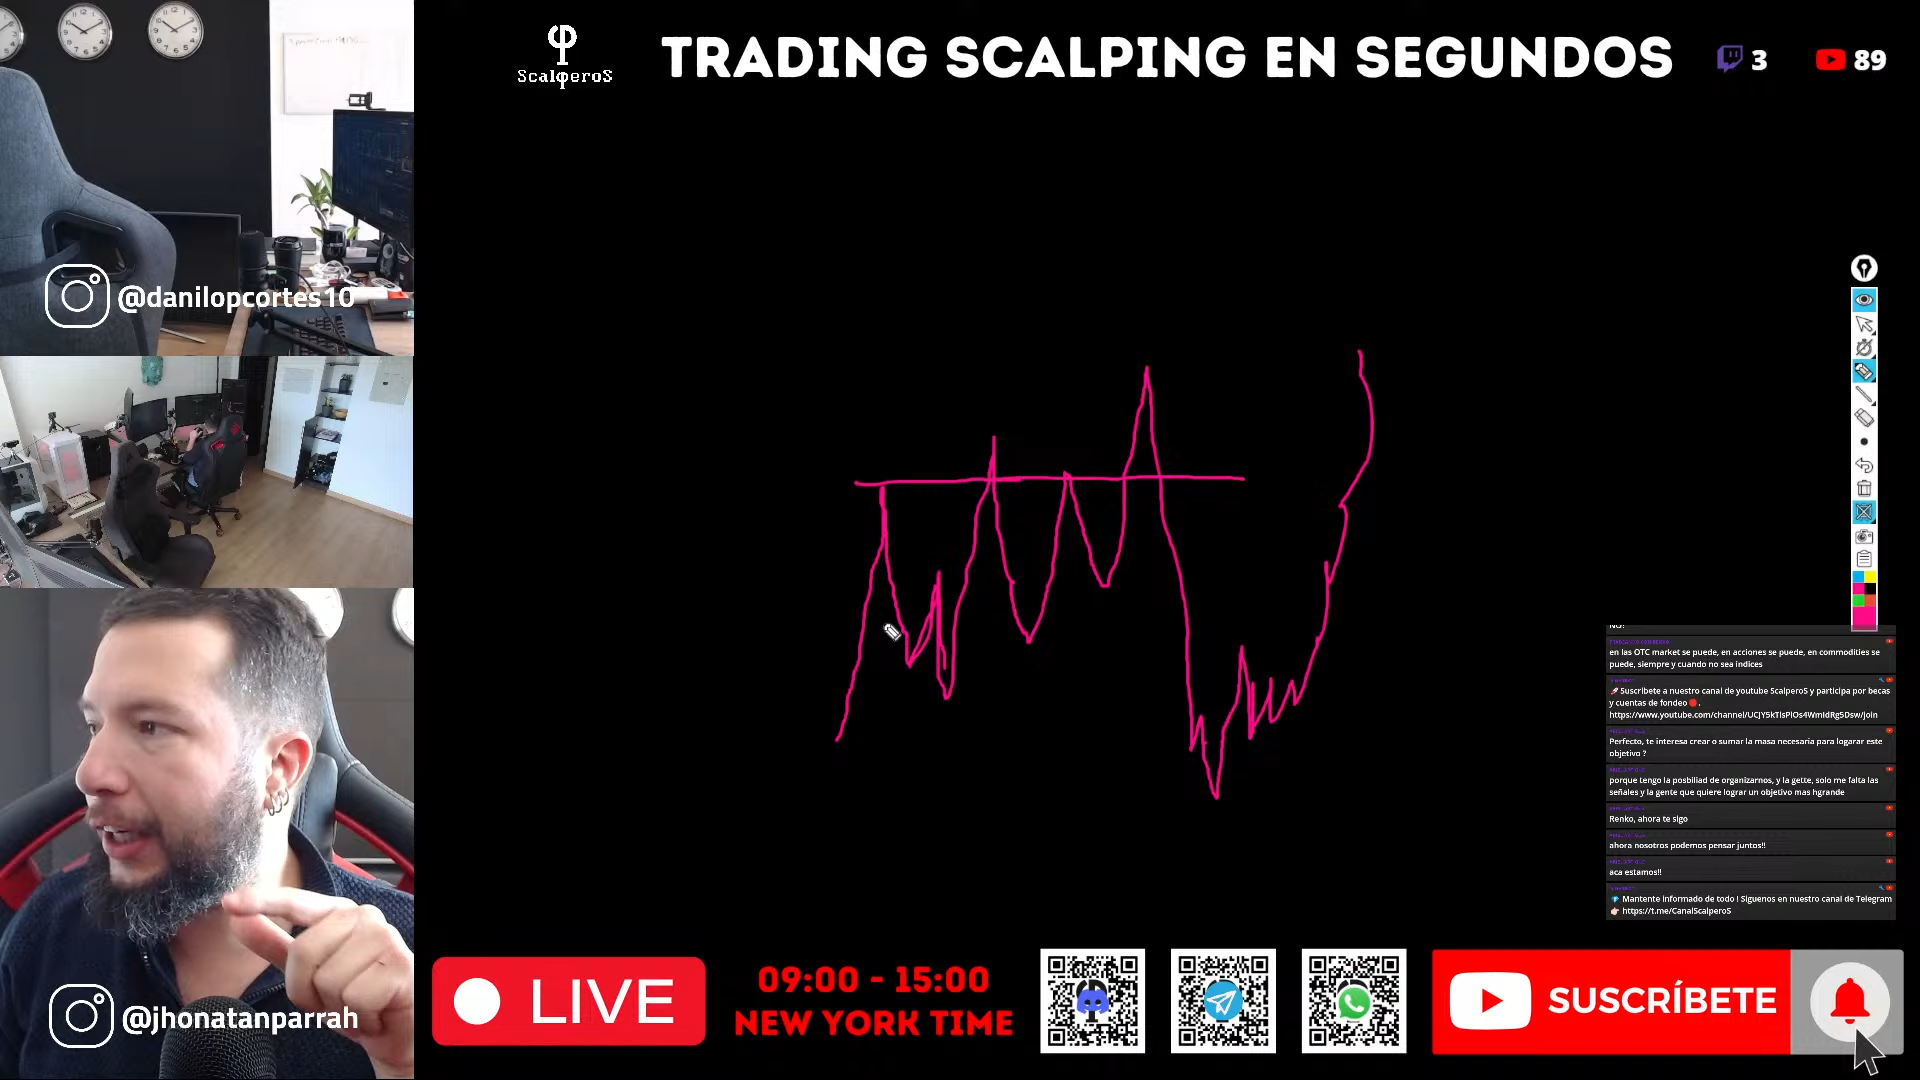 ScalperoS
TRADING SCALPING EN SEGUNDOS
3
89
@danilopcortes10
@jhonatanparrah
NO!
en las OTC market se puede, en acciones se puede, en commodities se
puede, siempre y cuando no sea indices
Suscribete a nuestro canal de youtube ScalperoS y participa por becas
y cuentas de fondeo
Perfecto, te interesa crear o sumar la masa necesaria para logarar este
objetivo ?
porque tengo la posbiliad de organizarnos, y la gette, solo me falta las
señales y la gente que quiere lograr un objetivo mas hgrande
Renko, ahora te sigo
ahora nosotros podemos pensar juntos!!
aca estamos!!
Mantente informado de todo ! Siguenos en nuestro canal de Telegram
https://t.me/CanalScalperoS
LIVE
09:00 - 15:00
NEW YORK TIME
SUSCRÍBETE